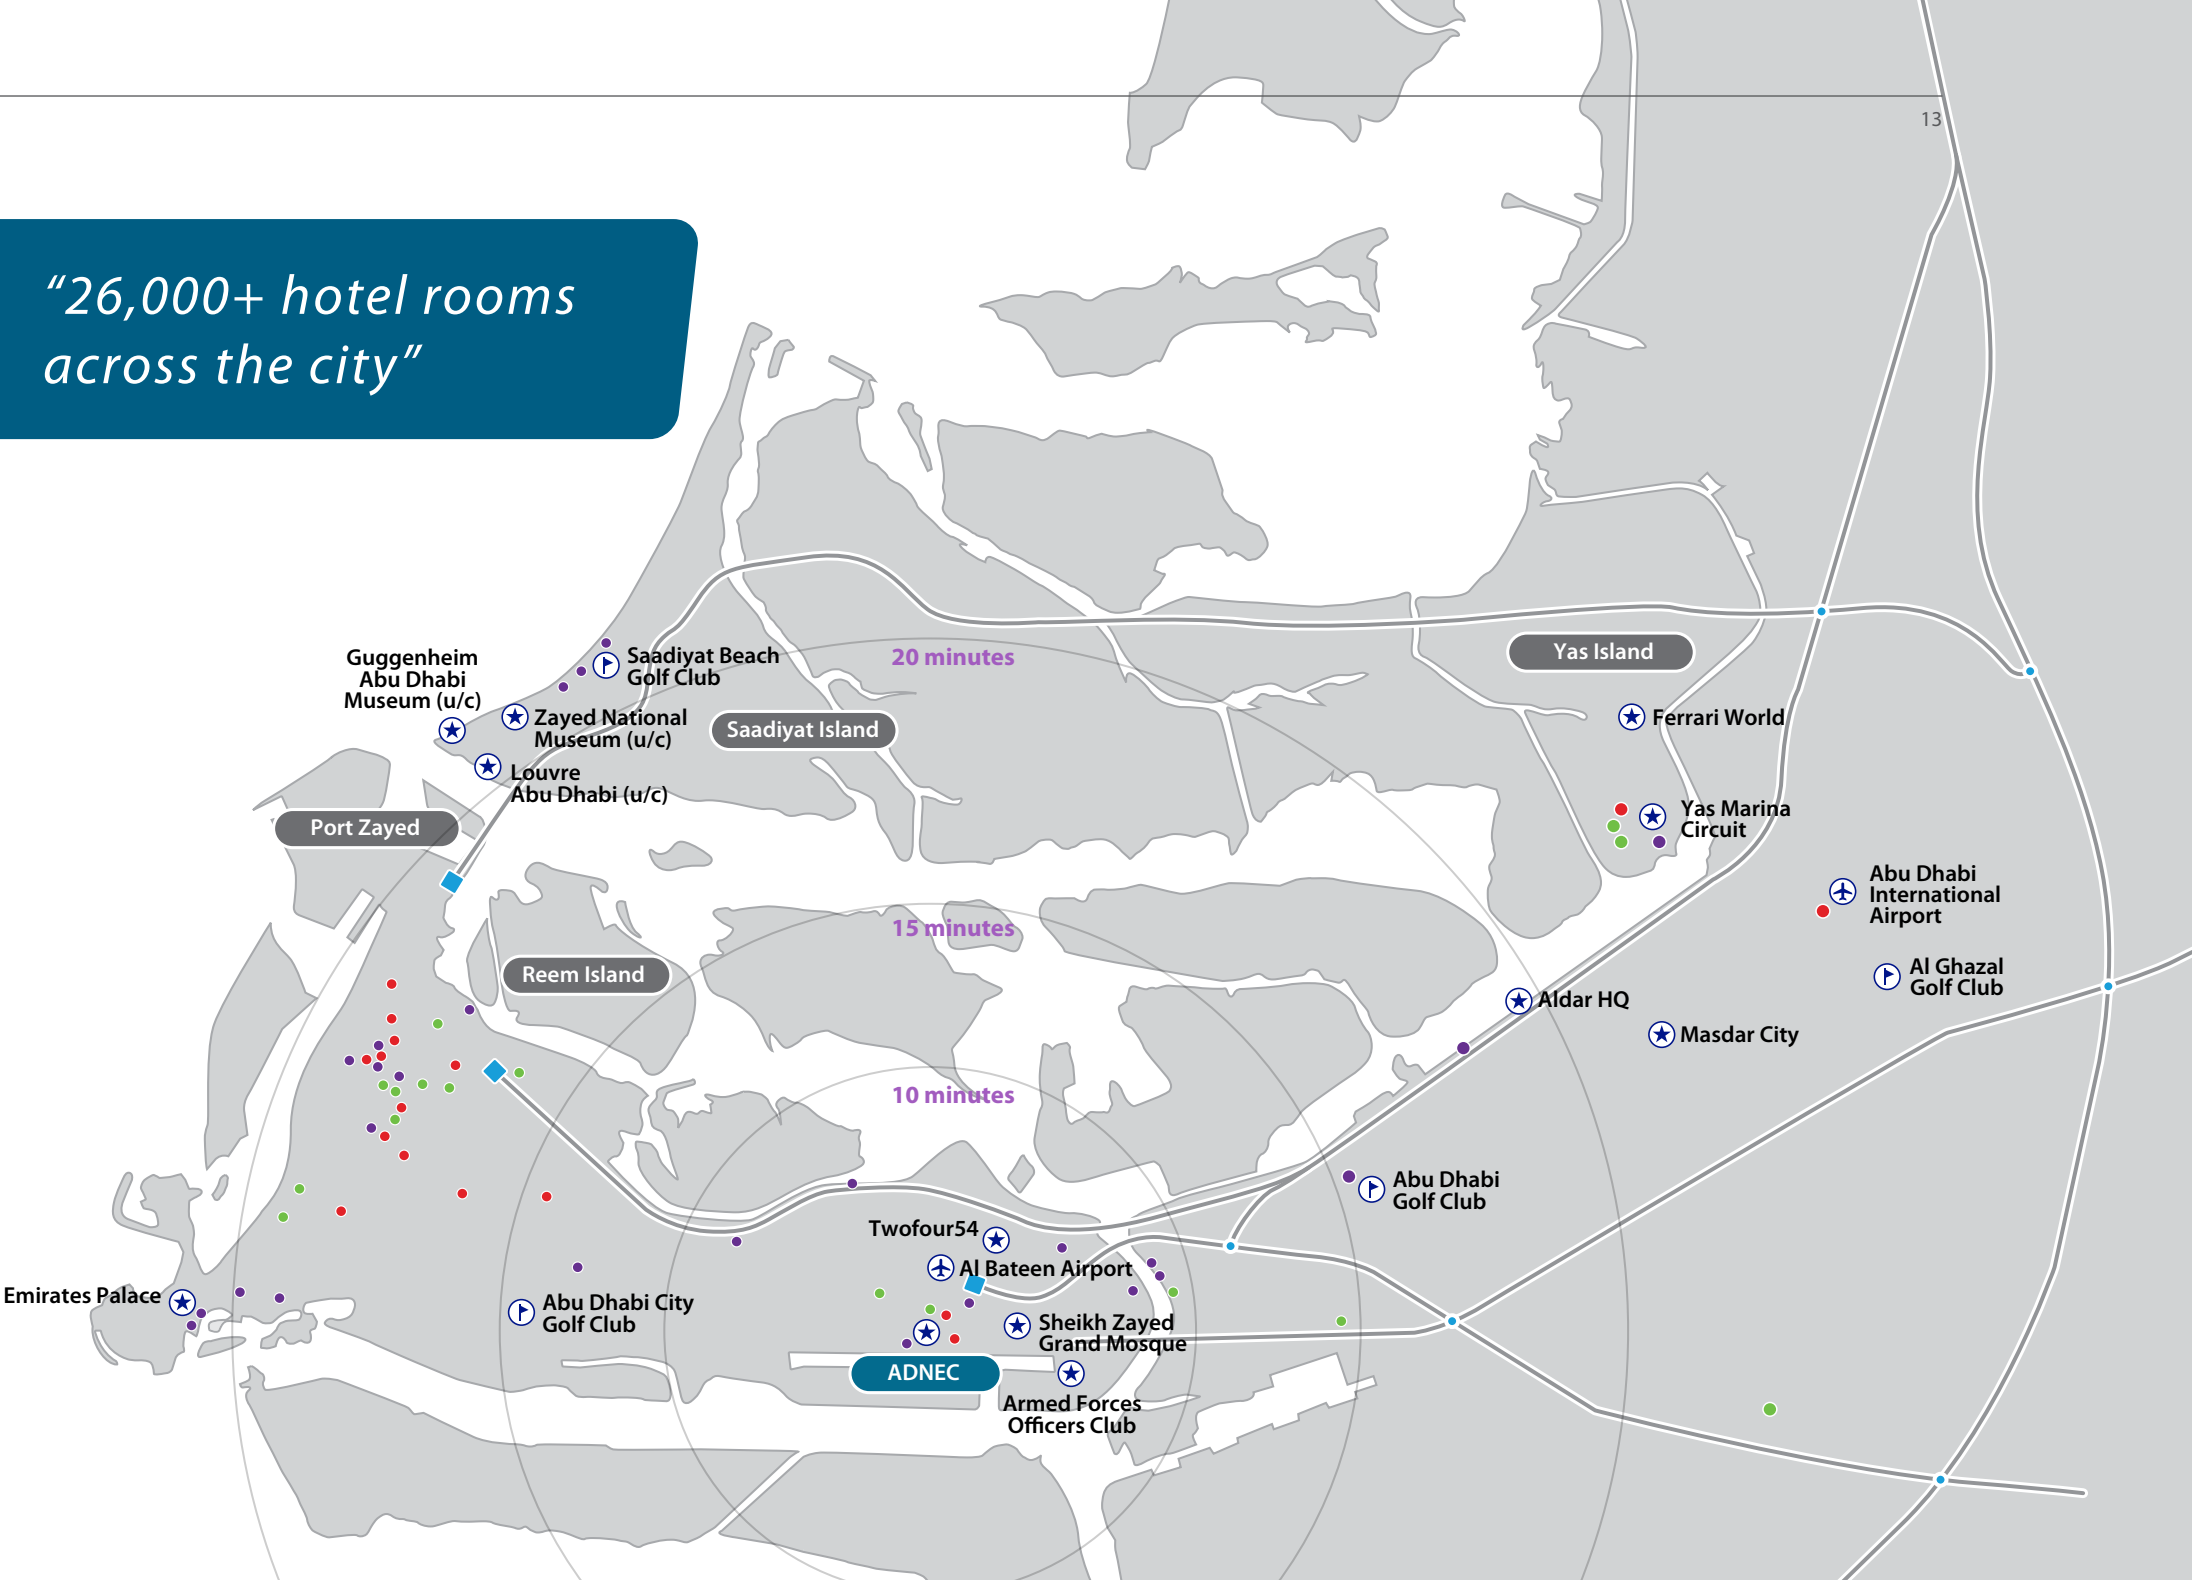 13
“26,000+ hotel rooms
across the city”
20 minutes
Yas Island
Guggenheim
Abu Dhabi
Museum (u/c)
Saadiyat Beach
Golf Club
Zayed National
Museum (u/c)
Saadiyat Island
Ferrari World
Louvre
Abu Dhabi (u/c)
Port Zayed
Yas Marina
Circuit
Abu Dhabi
International
Airport
15 minutes
Reem Island
Al Ghazal
Golf Club
Aldar HQ
Masdar City
10 minutes
Abu Dhabi
Golf Club
Twofour54
Al Bateen Airport
Emirates Palace
Abu Dhabi City
Golf Club
Sheikh Zayed
Grand Mosque
ADNEC
Armed Forces
Officers Club